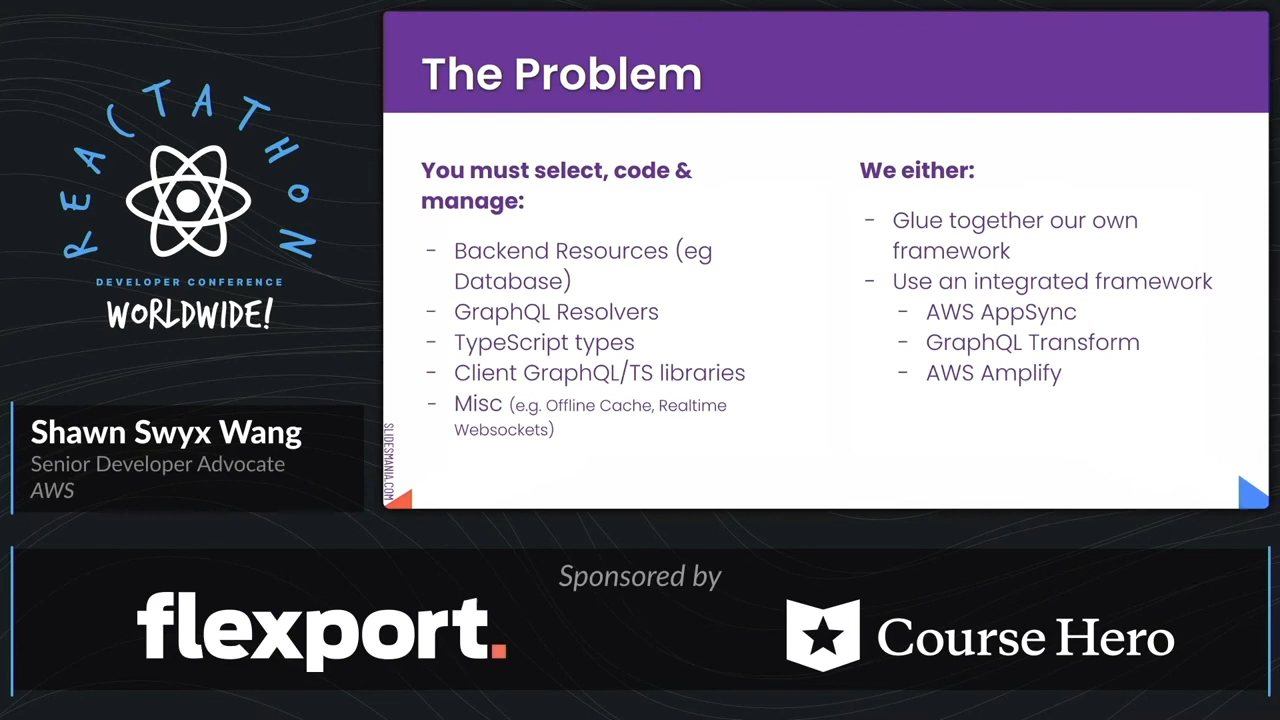 REACTATHON
DEVELOPER CONFERENCE
WORLDWIDE!
Shawn Swyx Wang
Senior Developer Advocate
AWS
The Problem
You must select, code &
manage:
- Backend Resources (eg
Database)
- GraphQL Resolvers
- TypeScript types
- Client GraphQL/TS libraries
- Misc (e.g. Offline Cache, Realtime
Websockets)
We either:
- Glue together our own
framework
- Use an integrated framework
- AWS AppSync
- GraphQL Transform
- AWS Amplify
SLIDESMANIA.COM
Sponsored by
flexport.
Course Hero